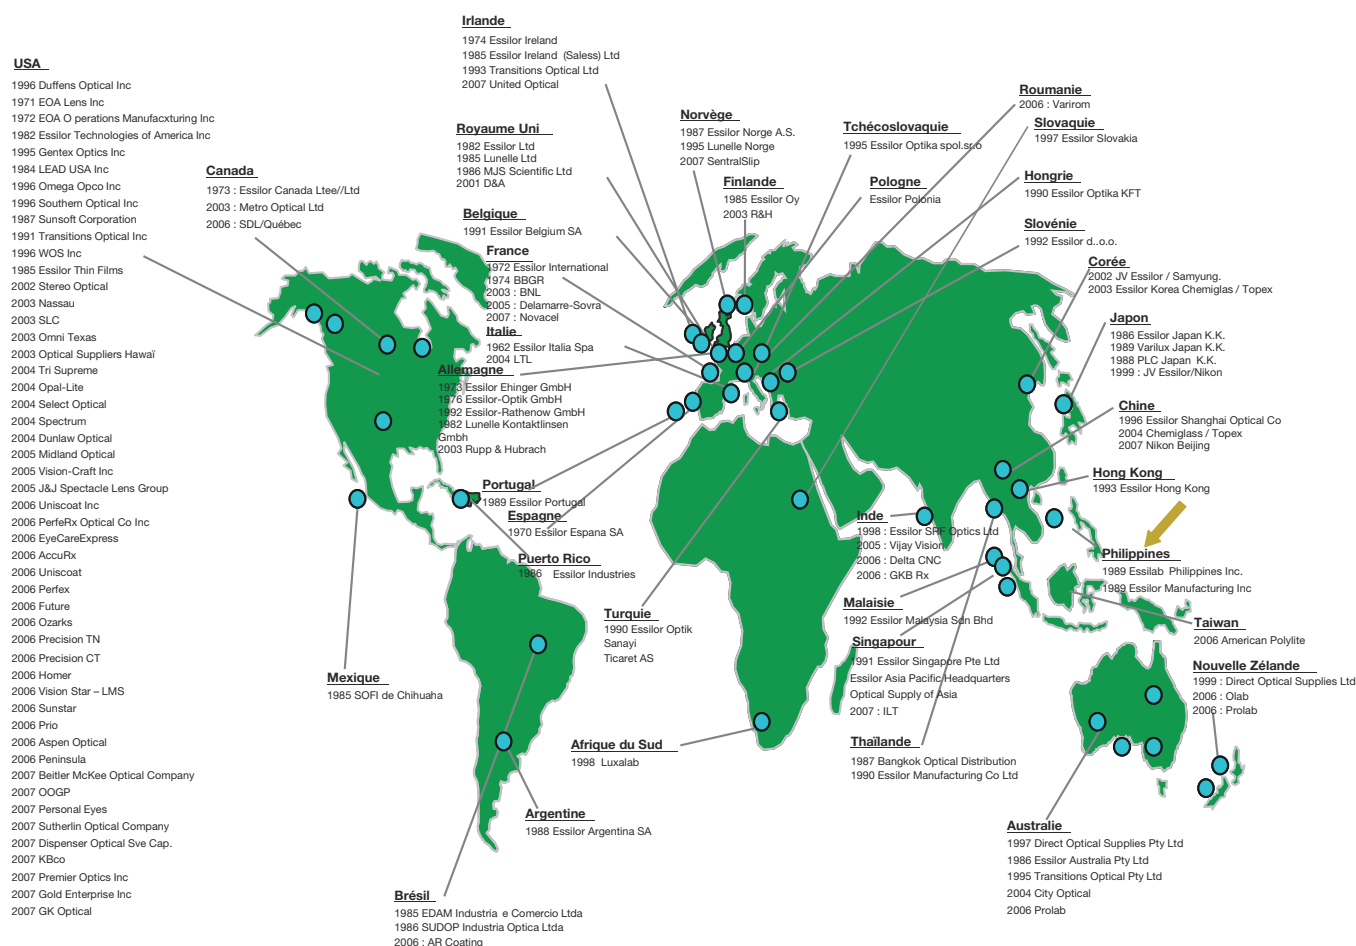 USA
1996 Duffens Optical Inc
1971 EOA Lens Inc
1972 EOA O perations Manufacxturing Inc
1982 Essilor Technologies of America Inc
1995 Gentex Optics Inc
1984 LEAD USA Inc
1996 Omega Opco Inc
1996 Southern Optical Inc
1987 Sunsoft Corporation
1991 Transitions Optical Inc
1996 WOS Inc
1985 Essilor Thin Films
2002 Stereo Optical
2003 Nassau
2003 SLC
2003 Omni Texas
2003 Optical Suppliers Hawaï
2004 Tri Supreme
2004 Opal-Lite
2004 Select Optical
2004 Spectrum
2004 Dunlaw Optical
2005 Midland Optical
2005 Vision-Craft Inc
2005 J&J Spectacle Lens Group
2006 Uniscoat Inc
2006 PerfeRx Optical Co Inc
2006 EyeCareExpress
2006 AccuRx
2006 Uniscoat
2006 Perfex
2006 Future
2006 Ozarks
2006 Precision TN
2006 Precision CT
2006 Homer
2006 Vision Star – LMS
2006 Sunstar
2006 Prio
2006 Aspen Optical
2006 Peninsula
2007 Beitler McKee Optical Company
2007 OOGP
2007 Personal Eyes
2007 Sutherlin Optical Company
2007 Dispenser Optical Sve Cap.
2007 KBco
2007 Premier Optics Inc
2007 Gold Enterprise Inc
2007 GK Optical
Canada
1973 : Essilor Canada Ltee//Ltd
2003 : Metro Optical Ltd
2006 : SDL/Québec
Irlande
1974 Essilor Ireland
1985 Essilor Ireland (Saless) Ltd
1993 Transitions Optical Ltd
2007 United Optical
Royaume Uni
1982 Essilor Ltd
1985 Lunelle Ltd
1986 MJS Scientific Ltd
2001 D&A
Belgique
1991 Essilor Belgium SA
France
1972 Essilor International
1974 BBGR
2003 : BNL
2005 : Delamarre-Sovra
2007 : Novacel
Italie
1962 Essilor Italia Spa
2004 LTL
Allemagne
1973 Essilor Ehinger GmbH
1976 Essilor-Optik GmbH
1992 Essilor-Rathenow GmbH
1982 Lunelle Kontaktlinsen
Gmbh
2003 Rupp & Hubrach
Portugal
1989 Essilor Portugal
Espagne
1970 Essilor Espana SA
Puerto Rico
1986 Essilor Industries
Mexique
1985 SOFI de Chihuaha
Turquie
1990 Essilor Optik
Sanayi
Ticaret AS
Afrique du Sud
1998 Luxalab
Argentine
1988 Essilor Argentina SA
Brésil
1985 EDAM Industria e Comercio Ltda
1986 SUDOP Industria Optica Ltda
2006 : AR Coating
Norvège
1987 Essilor Norge A.S.
1995 Lunelle Norge
2007 SentralSlip
Finlande
1985 Essilor Oy
2003 R&H
Tchécoslovaquie
1995 Essilor Optika spol.sr.o
Pologne
Essilor Polonia
Roumanie
2006 : Varirom
Slovaquie
1997 Essilor Slovakia
Hongrie
1990 Essilor Optika KFT
Slovénie
1992 Essilor d..o.o.
Corée
2002 JV Essilor / Samyung.
2003 Essilor Korea Chemiglas / Topex
Japon
1986 Essilor Japan K.K.
1989 Varilux Japan K.K.
1988 PLC Japan K.K.
1999 : JV Essilor/Nikon
Chine
1996 Essilor Shanghai Optical Co
2004 Chemiglass / Topex
2007 Nikon Beijing
Hong Kong
1993 Essilor Hong Kong
Philippines
1989 Essilab Philippines Inc.
1989 Essilor Manufacturing Inc
Taiwan
2006 American Polylite
Inde
1998 : Essilor SRF Optics Ltd
2005 : Vijay Vision
2006 : Delta CNC
2006 : GKB Rx
Malaisie
1992 Essilor Malaysia Sdn Bhd
Singapour
1991 Essilor Singapore Pte Ltd
Essilor Asia Pacific Headquarters
Optical Supply of Asia
2007 : ILT
Thaïlande
1987 Bangkok Optical Distribution
1990 Essilor Manufacturing Co Ltd
Nouvelle Zélande
1999 : Direct Optical Supplies Ltd
2006 : Olab
2006 : Prolab
Australie
1997 Direct Optical Supplies Pty Ltd
1986 Essilor Australia Pty Ltd
1995 Transitions Optical Pty Ltd
2004 City Optical
2006 Prolab